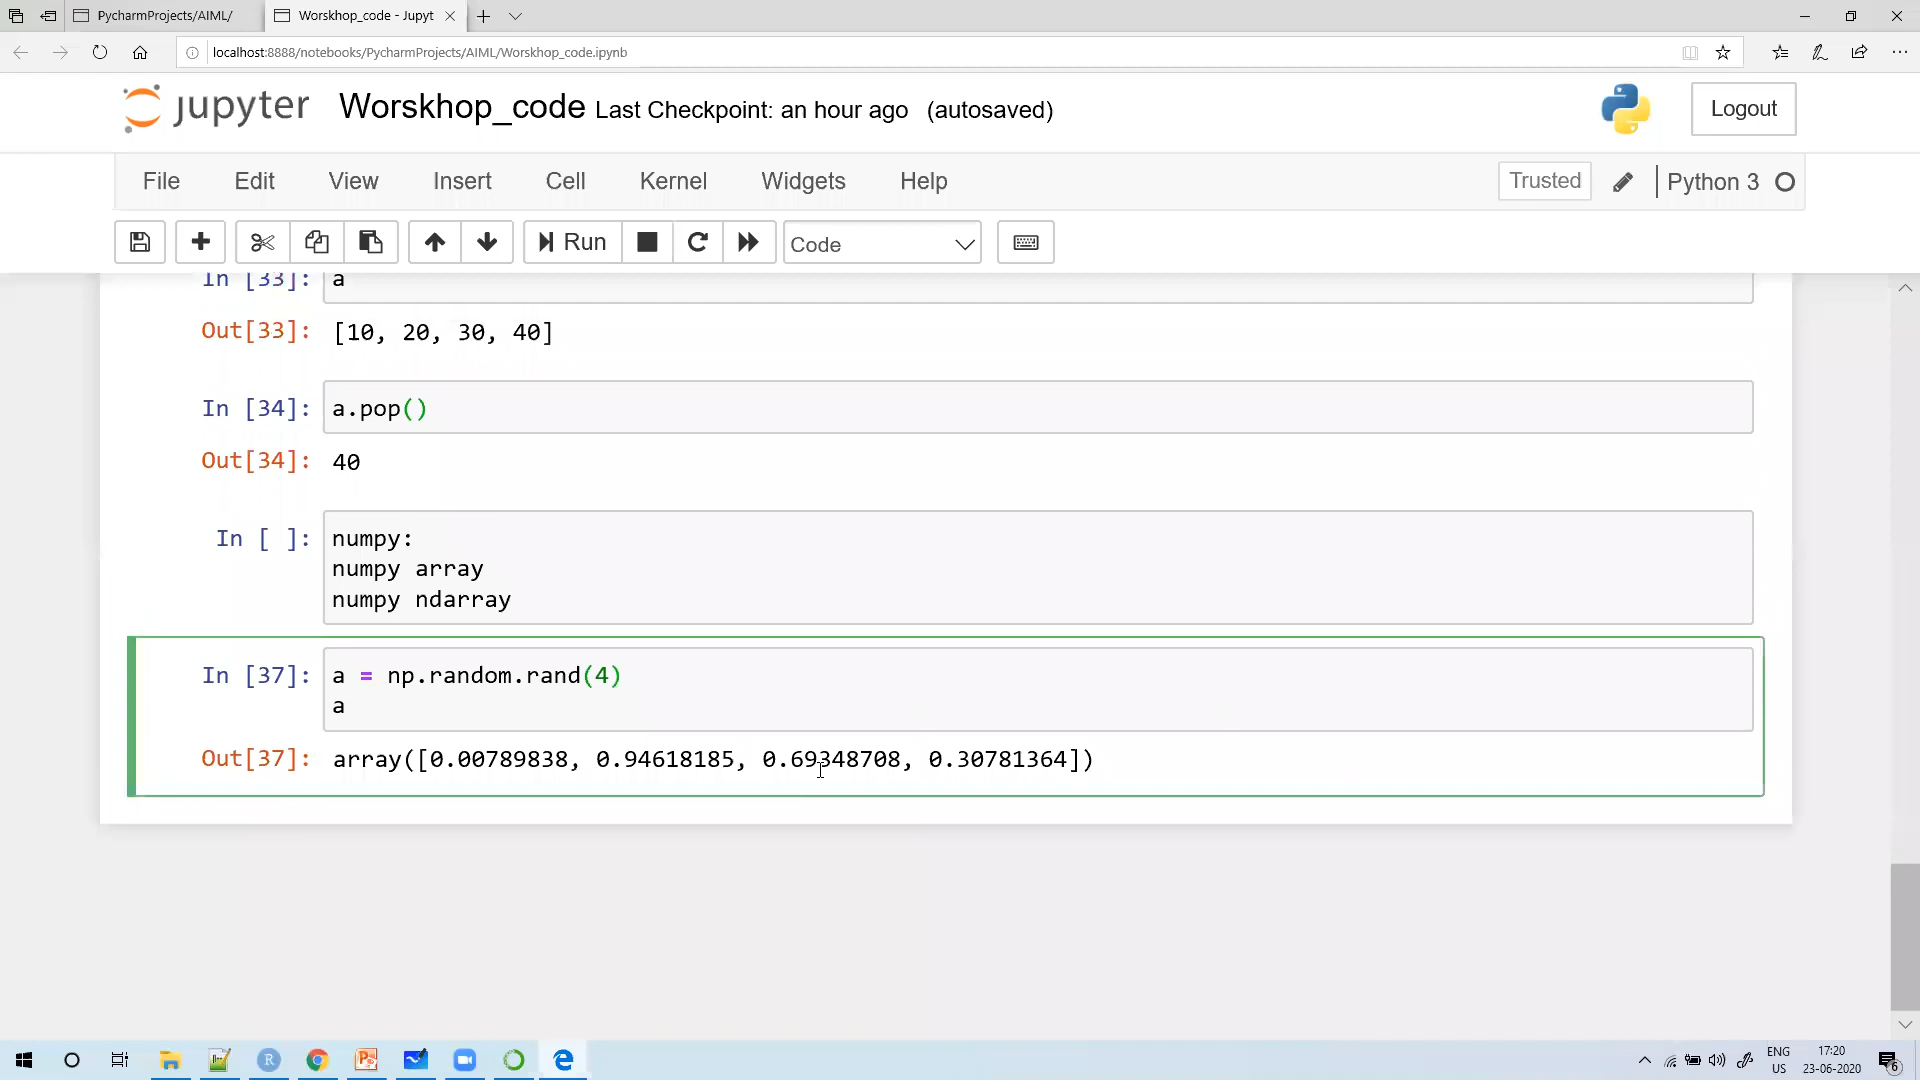 PycharmProjects/AIML/
Worskhop_code - Jupyt
localhost:8888/notebooks/PycharmProjects/AIML/Worskhop_code.ipynb
jupyter Worskhop_code Last Checkpoint: an hour ago (autosaved)
Logout
File Edit View Insert Cell Kernel Widgets Help
Trusted
Python 3
Run
Code
In [33]: a
Out[33]: [10, 20, 30, 40]
In [34]: a.pop()
Out[34]: 40
In [ ]: numpy:
numpy array
numpy ndarray
In [37]: a = np.random.rand(4)
a
Out[37]: array([0.00789838, 0.94618185, 0.69348708, 0.30781364])
R
ENG
US
17:20
23-06-2020
6